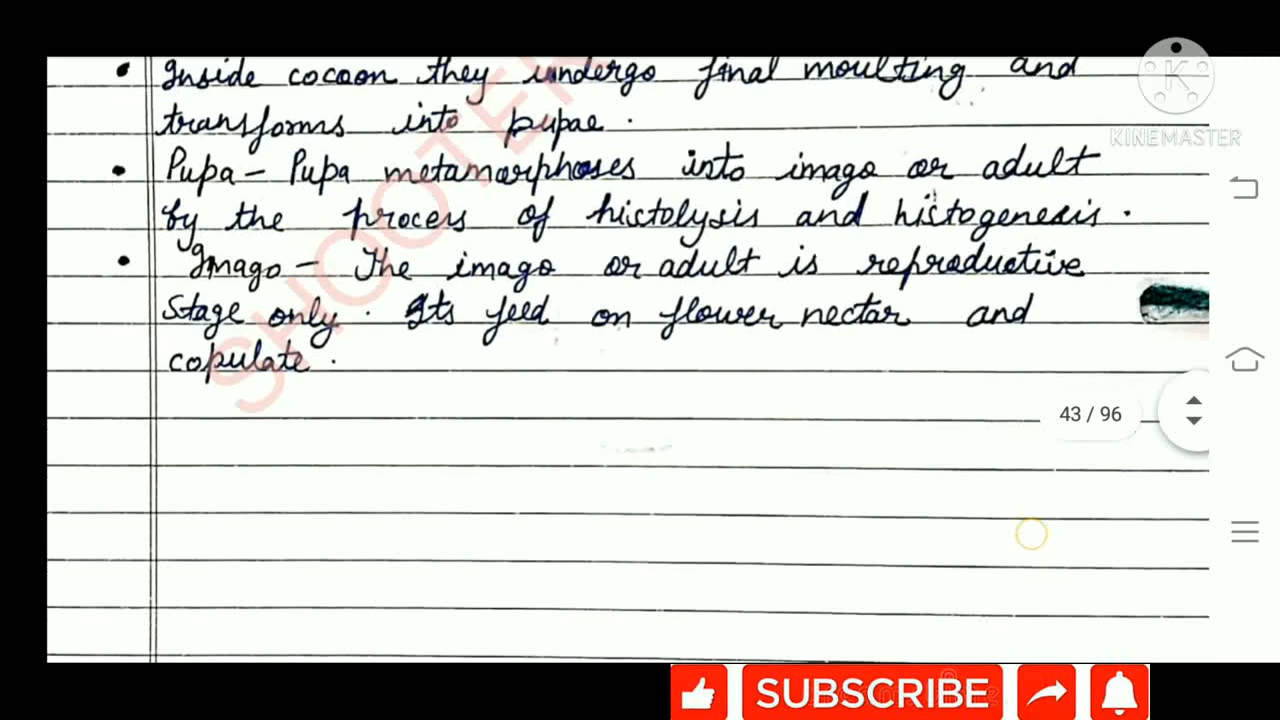 • Inside cocoon they undergo final moulting and
transforms into pupae.
• Pupa – Pupa metamorphoses into imago or adult
by the process of histolysis and histogenesis.
• Imago – The imago or adult is reproductive
stage only. Its feed on flower nectar and
copulate.
SHOOTER
K
KINEMASTER
43 / 96
SUBSCRIBE